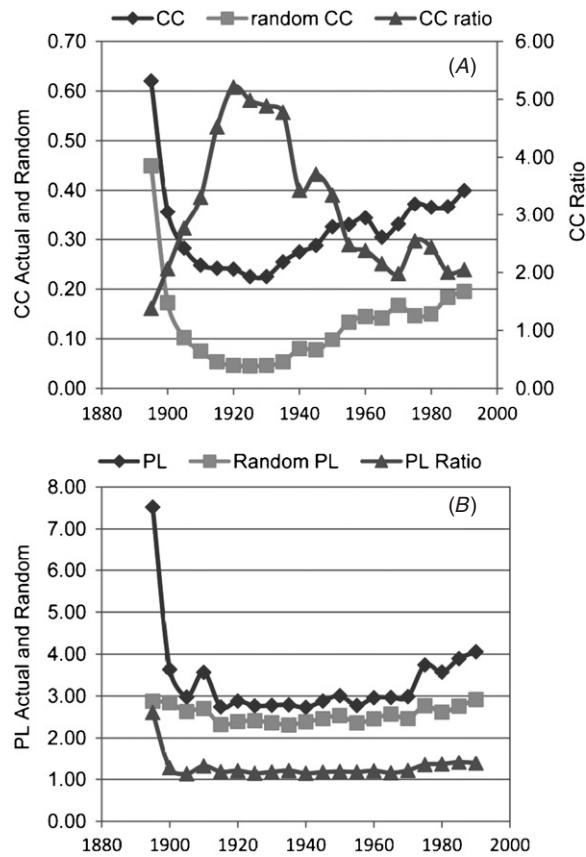 CC random CC CC ratio
(A)
0.70
0.60
0.50
0.40
0.30
0.20
0.10
0.00
CC Actual and Random
6.00
5.00
4.00
3.00
2.00
1.00
0.00
CC Ratio
1880 1900 1920 1940 1960 1980 2000
PL Random PL PL Ratio
(B)
8.00
7.00
6.00
5.00
4.00
3.00
2.00
1.00
0.00
PL Actual and Random
1880 1900 1920 1940 1960 1980 2000